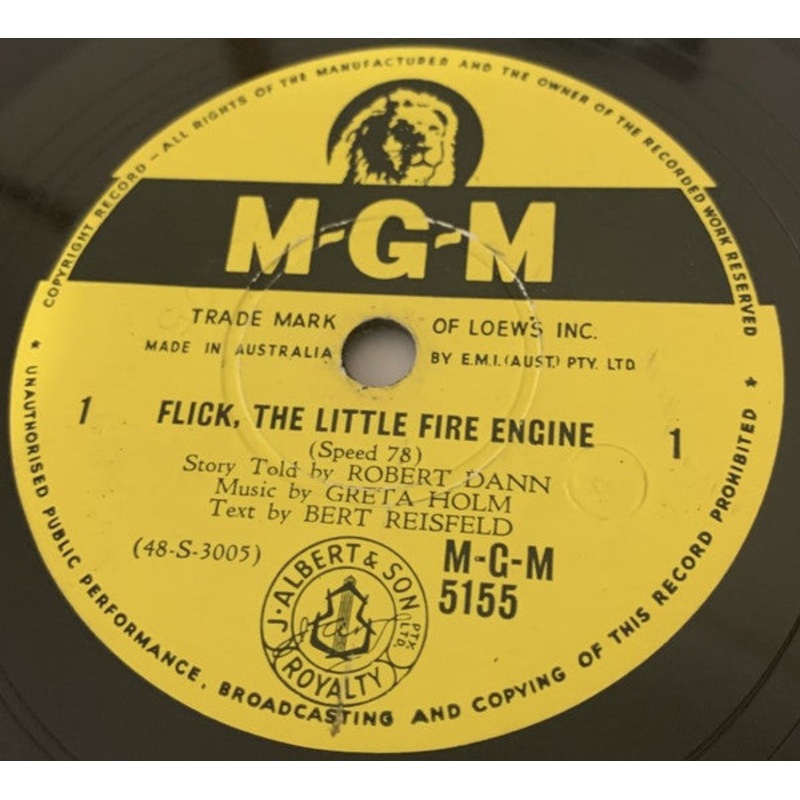 COPYRIGHT RECORD – ALL RIGHTS OF THE MANUFACTURER AND THE OWNER OF THE RECORDED WORK RESERVED
M-G-M
TRADE MARK OF LOEW'S INC.
MADE IN AUSTRALIA BY E.M.I. (AUST.) PTY. LTD
1 FLICK, THE LITTLE FIRE ENGINE 1
(Speed 78)
Story Told by ROBERT DANN
Music by GRETA HOLM
Text by BERT REISFELD
(48-S-3005)
M-G-M
5155
J. ALBERT & SON
PTY. LTD.
ROYALTY
★ UNAUTHORISED PUBLIC PERFORMANCE, BROADCASTING AND COPYING OF THIS RECORD PROHIBITED ★